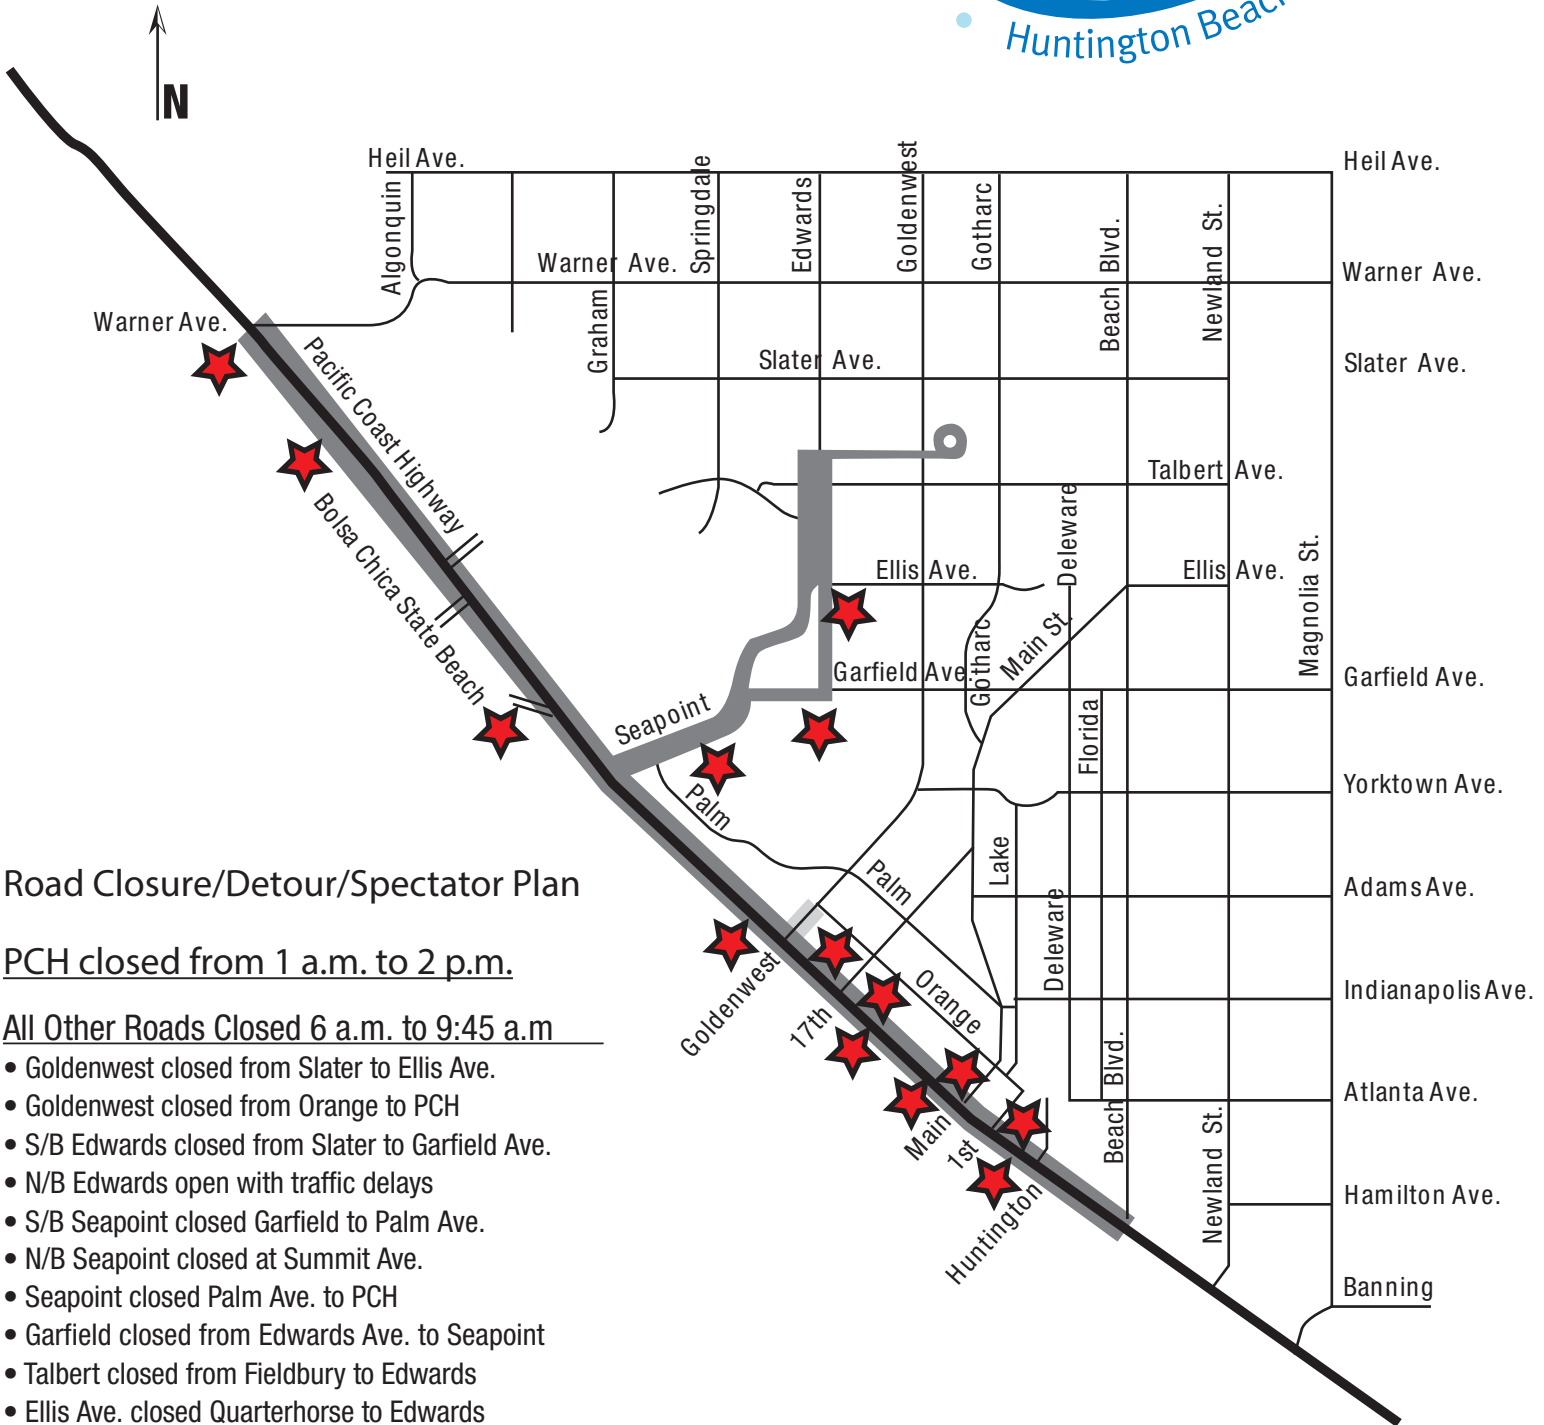 Huntington Beach
N
Heil Ave.
Heil Ave.
Algonquin
Springdale
Edwards
Goldenwest
Gotharc
Beach Blvd.
Newland St.
Warner Ave.
Warner Ave.
Warner Ave.
Graham
Slater Ave.
Slater Ave.
Pacific Coast Highway
Bolsa Chica State Beach
Talbert Ave.
Deleware
Ellis Ave.
Ellis Ave.
Magnolia St.
Gotharc
Main St.
Garfield Ave.
Garfield Ave.
Seapoint
Florida
Palm
Yorktown Ave.
Lake
Palm
Adams Ave.
Deleware
Goldenwest
17th
Orange
Indianapolis Ave.
Beach Blvd.
Main
1st
Huntington
Atlanta Ave.
Newland St.
Hamilton Ave.
Banning
Road Closure/Detour/Spectator Plan
PCH closed from 1 a.m. to 2 p.m.
All Other Roads Closed 6 a.m. to 9:45 a.m
• Goldenwest closed from Slater to Ellis Ave.
• Goldenwest closed from Orange to PCH
• S/B Edwards closed from Slater to Garfield Ave.
• N/B Edwards open with traffic delays
• S/B Seapoint closed Garfield to Palm Ave.
• N/B Seapoint closed at Summit Ave.
• Seapoint closed Palm Ave. to PCH
• Garfield closed from Edwards Ave. to Seapoint
• Talbert closed from Fieldbury to Edwards
• Ellis Ave. closed Quarterhorse to Edwards